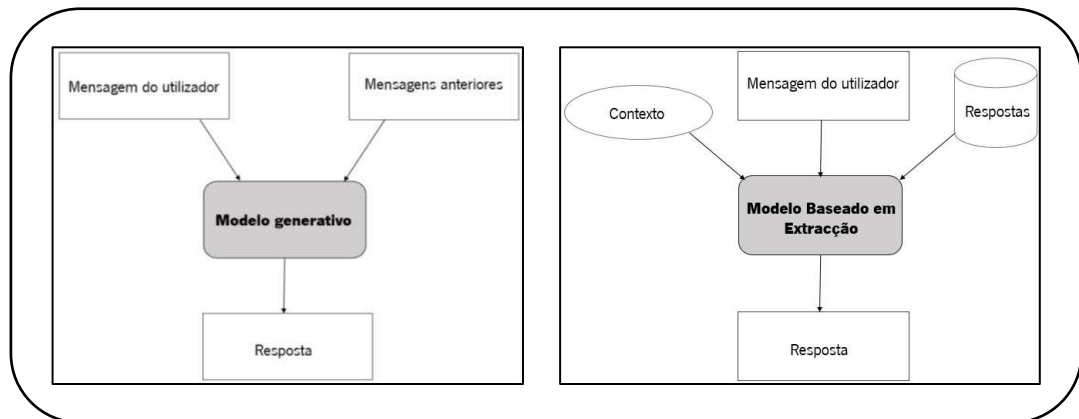 Mensagem do utilizador
Mensagens anteriores
Modelo generativo
Resposta
Mensagem do utilizador
Contexto
Respostas
Modelo Baseado em
Extracção
Resposta